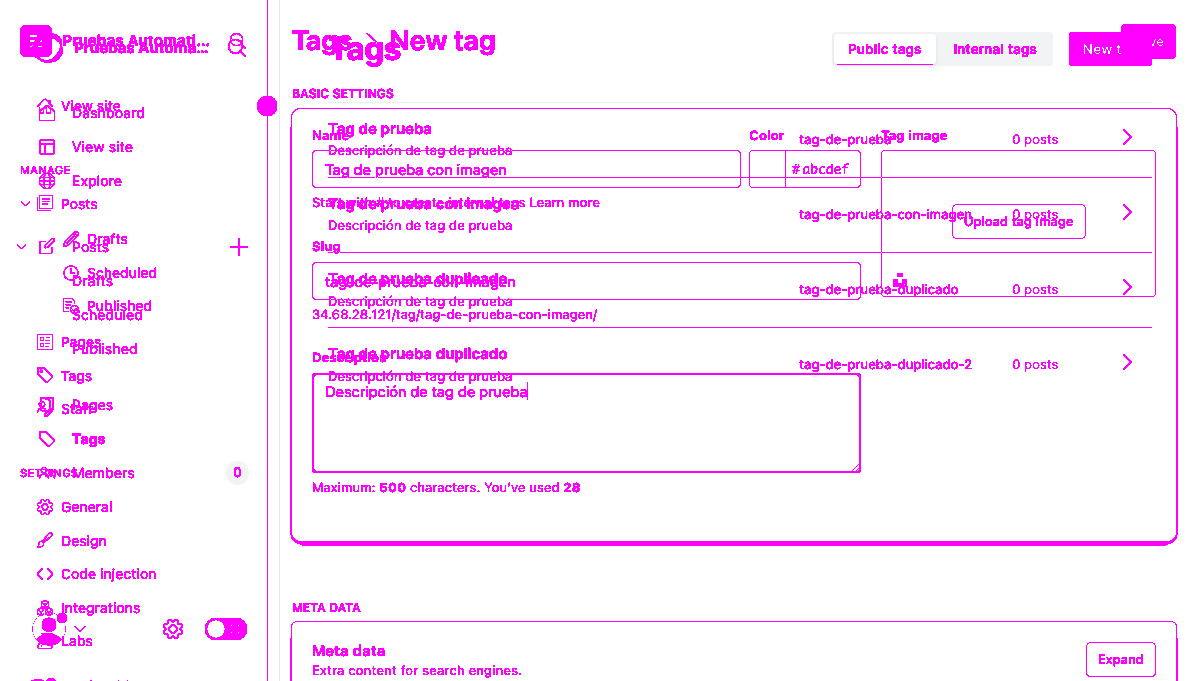 Pruebas Automati...
Pruebas Automa...
View site
Dashboard
View site
MANAGE
Explore
Posts
Drafts
Posts
Scheduled
Drafts
Published
Scheduled
Pages
Published
Tags
Pages
Staff
Tags
SETTINGS
Members
0
General
Design
Code injection
Integrations
Labs
Tags
New tag
Tags
Public tags
Internal tags
New t
ve
BASIC SETTINGS
Name
Color
Tag image
Tag de prueba
Descripción de tag de prueba
tag-de-prueba
0 posts
Tag de prueba con imagen
#abcdef
Start with # to create internal tags Learn more
Tag de prueba con imagen
Descripción de tag de prueba
tag-de-prueba-con-imagen
0 posts
Upload tag image
Slug
tag-de-prueba-con-imagen
Tag de prueba duplicado
Descripción de tag de prueba
tag-de-prueba-duplicado
0 posts
34.68.28.121/tag/tag-de-prueba-con-imagen/
Description
Tag de prueba duplicado
Descripción de tag de prueba
tag-de-prueba-duplicado-2
0 posts
Descripción de tag de prueba
Maximum: 500 characters. You've used 28
META DATA
Meta data
Extra content for search engines.
Expand